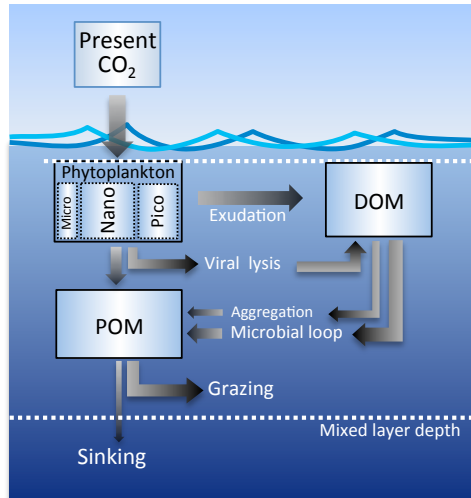 Present
CO₂
Phytoplankton
Micro
Nano
Pico
Exudation
DOM
Viral lysis
Aggregation
Microbial loop
POM
Grazing
Mixed layer depth
Sinking